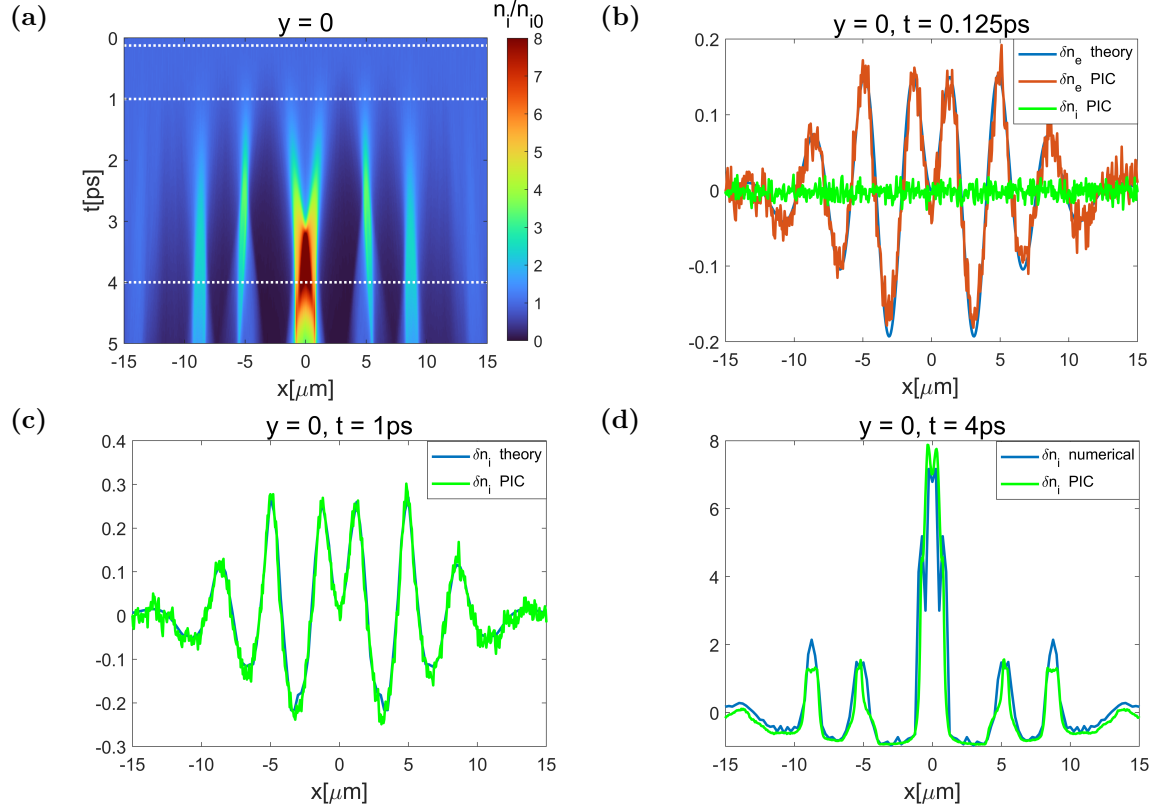 (a)
y = 0
n_i/n_i0
0
1
2
3
4
5
t[ps]
-15 -10 -5 0 5 10 15
x[μm]
8
7
6
5
4
3
2
1
0
(b)
y = 0, t = 0.125ps
δn_e theory
δn_e PIC
δn_i PIC
0.2
0.1
0
-0.1
-0.2
-15 -10 -5 0 5 10 15
x[μm]
(c)
y = 0, t = 1ps
δn_i theory
δn_i PIC
0.4
0.3
0.2
0.1
0
-0.1
-0.2
-0.3
-15 -10 -5 0 5 10 15
x[μm]
(d)
y = 0, t = 4ps
δn_i numerical
δn_i PIC
8
6
4
2
0
-15 -10 -5 0 5 10 15
x[μm]